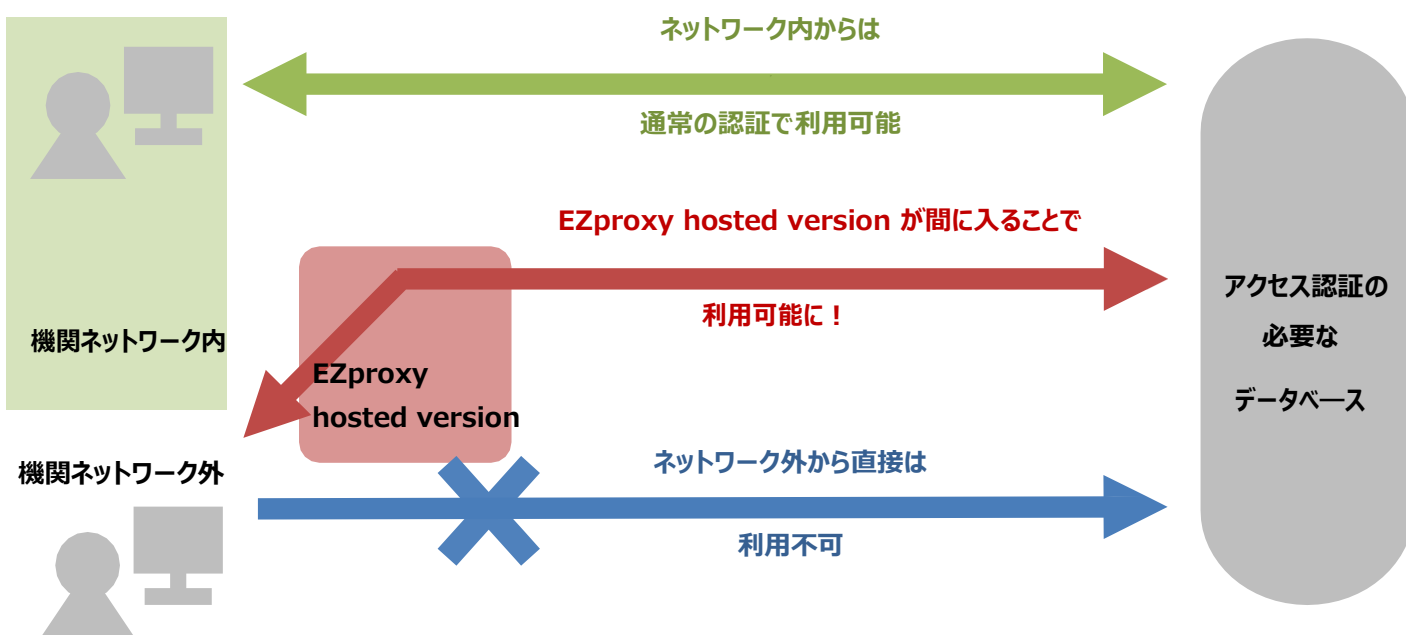 ネットワーク内からは
通常の認証で利用可能
EZproxy hosted version が間に入ることで
利用可能に！
機関ネットワーク内
EZproxy
hosted version
アクセス認証の
必要な
データベース
機関ネットワーク外
ネットワーク外から直接は
利用不可